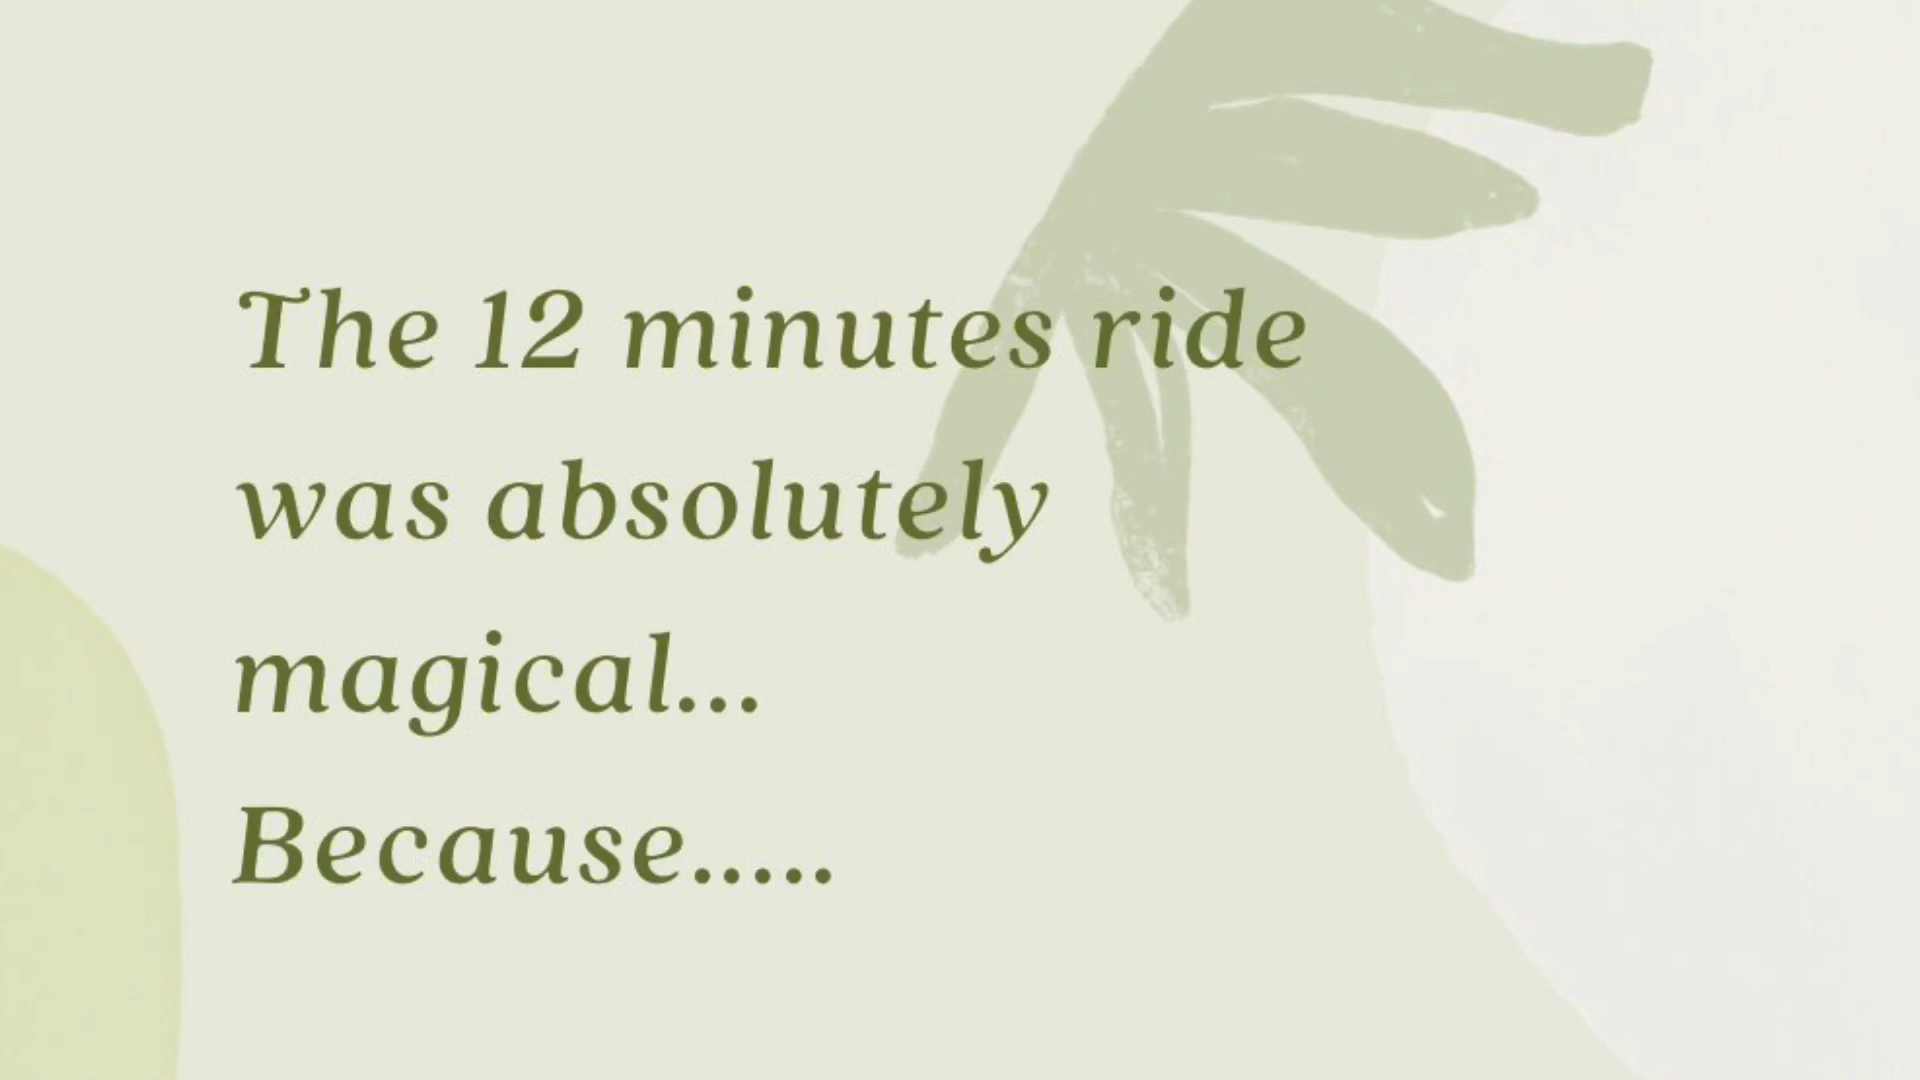 The 12 minutes ride
was absolutely
magical...
Because.....